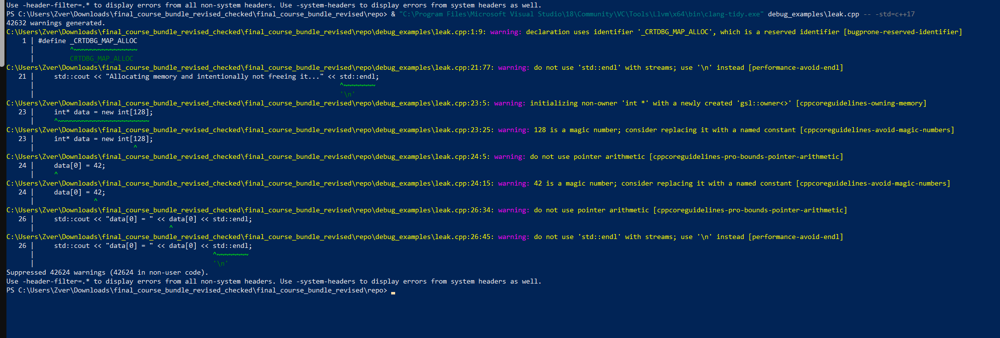 Use -header-filter=.* to display errors from all non-system headers. Use -system-headers to display errors from system headers as well.
PS C:\Users\Zver\Downloads\final_course_bundle_revised_checked\final_course_bundle_revised\repo> & "C:\Program Files\Microsoft Visual Studio\18\Community\VC\Tools\Llvm\x64\bin\clang-tidy.exe" debug_examples\leak.cpp -- -std=c++17
42632 warnings generated.
C:\Users\Zver\Downloads\final_course_bundle_revised_checked\final_course_bundle_revised\repo\debug_examples\leak.cpp:1:9: warning: declaration uses identifier '_CRTDBG_MAP_ALLOC', which is a reserved identifier [bugprone-reserved-identifier]
    1 | #define _CRTDBG_MAP_ALLOC
      |         ^~~~~~~~~~~~~~~~~
      |         CRTDBG_MAP_ALLOC
C:\Users\Zver\Downloads\final_course_bundle_revised_checked\final_course_bundle_revised\repo\debug_examples\leak.cpp:21:77: warning: do not use 'std::endl' with streams; use '\n' instead [performance-avoid-endl]
   21 |     std::cout << "Allocating memory and intentionally not freeing it..." << std::endl;
      |                                                                             ^~~~~~~~~
      |                                                                             '\n'
C:\Users\Zver\Downloads\final_course_bundle_revised_checked\final_course_bundle_revised\repo\debug_examples\leak.cpp:23:5: warning: initializing non-owner 'int *' with a newly created 'gsl::owner<>' [cppcoreguidelines-owning-memory]
   23 |     int* data = new int[128];
      |     ^~~~~~~~~~~~~~~~~~~~~~~~
C:\Users\Zver\Downloads\final_course_bundle_revised_checked\final_course_bundle_revised\repo\debug_examples\leak.cpp:23:25: warning: 128 is a magic number; consider replacing it with a named constant [cppcoreguidelines-avoid-magic-numbers]
   23 |     int* data = new int[128];
      |                         ^
C:\Users\Zver\Downloads\final_course_bundle_revised_checked\final_course_bundle_revised\repo\debug_examples\leak.cpp:24:5: warning: do not use pointer arithmetic [cppcoreguidelines-pro-bounds-pointer-arithmetic]
   24 |     data[0] = 42;
      |     ^
C:\Users\Zver\Downloads\final_course_bundle_revised_checked\final_course_bundle_revised\repo\debug_examples\leak.cpp:24:15: warning: 42 is a magic number; consider replacing it with a named constant [cppcoreguidelines-avoid-magic-numbers]
   24 |     data[0] = 42;
      |               ^
C:\Users\Zver\Downloads\final_course_bundle_revised_checked\final_course_bundle_revised\repo\debug_examples\leak.cpp:26:34: warning: do not use pointer arithmetic [cppcoreguidelines-pro-bounds-pointer-arithmetic]
   26 |     std::cout << "data[0] = " << data[0] << std::endl;
      |                                  ^
C:\Users\Zver\Downloads\final_course_bundle_revised_checked\final_course_bundle_revised\repo\debug_examples\leak.cpp:26:45: warning: do not use 'std::endl' with streams; use '\n' instead [performance-avoid-endl]
   26 |     std::cout << "data[0] = " << data[0] << std::endl;
      |                                             ^~~~~~~~~
      |                                             '\n'
Suppressed 42624 warnings (42624 in non-user code).
Use -header-filter=.* to display errors from all non-system headers. Use -system-headers to display errors from system headers as well.
PS C:\Users\Zver\Downloads\final_course_bundle_revised_checked\final_course_bundle_revised\repo>